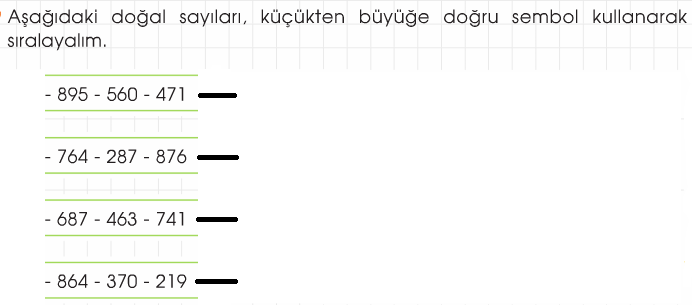 Aşağıdaki doğal sayıları, küçükten büyüğe doğru sembol kullanarak
sıralayalım.
- 895 - 560 - 471
- 764 - 287 - 876
- 687 - 463 - 741
- 864 - 370 - 219